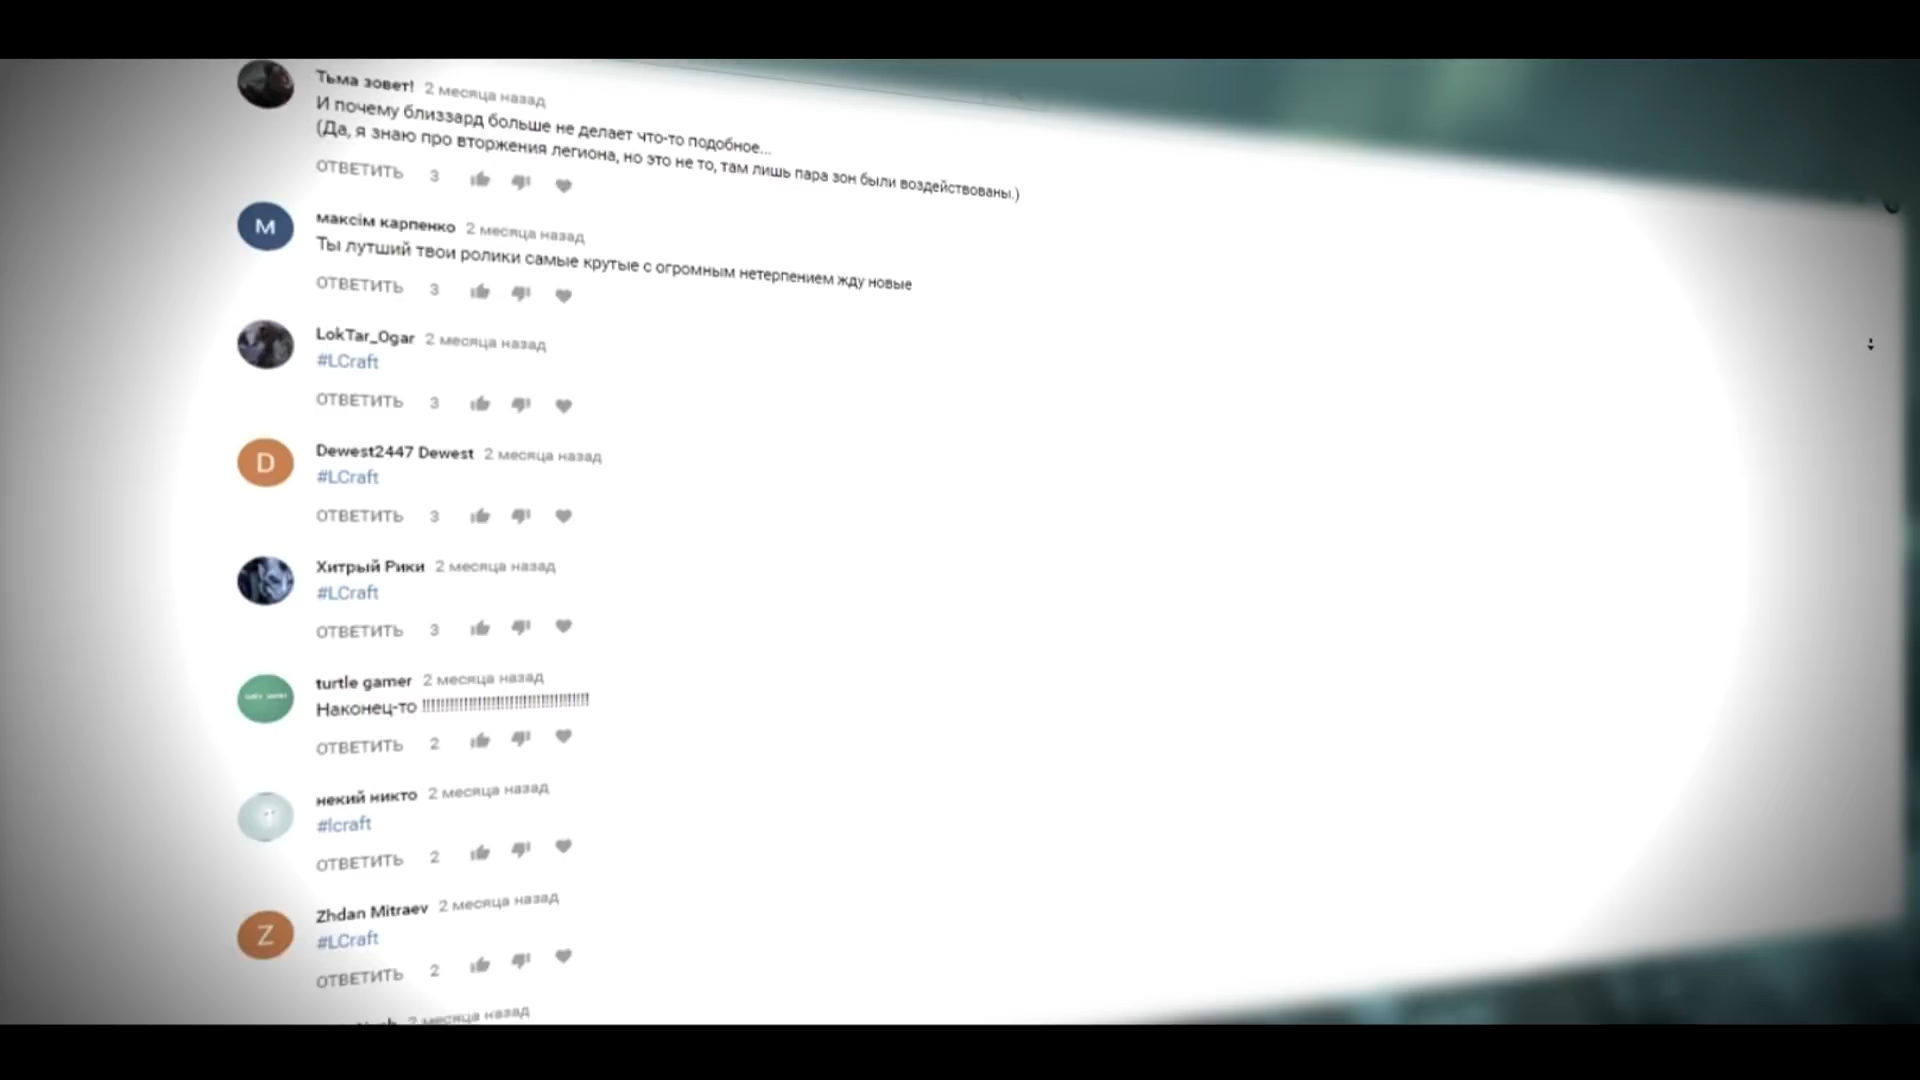 Тьма зовет! 2 месяца назад
И почему близзард больше не делает что-то подобное...
(Да, я знаю про вторжения легиона, но это не то, там лишь пара зон были воздействованы.)
ОТВЕТИТЬ 3
М
максім карпенко 2 месяца назад
Ты лутший твои ролики самые крутые с огромным нетерпением жду новые
ОТВЕТИТЬ 3
LokTar_Ogar 2 месяца назад
#LCraft
ОТВЕТИТЬ 3
D
Dewest2447 Dewest 2 месяца назад
#LCraft
ОТВЕТИТЬ 3
Хитрый Рики 2 месяца назад
#LCraft
ОТВЕТИТЬ 3
turtle gamer 2 месяца назад
Наконец-то !!!!!!!!!!!!!!!!!!!!!!!!!!!!!!!!!!!!!!!!
ОТВЕТИТЬ 2
некий никто 2 месяца назад
#lcraft
ОТВЕТИТЬ 2
Z
Zhdan Mitraev 2 месяца назад
#LCraft
ОТВЕТИТЬ 2
2 месяца назад